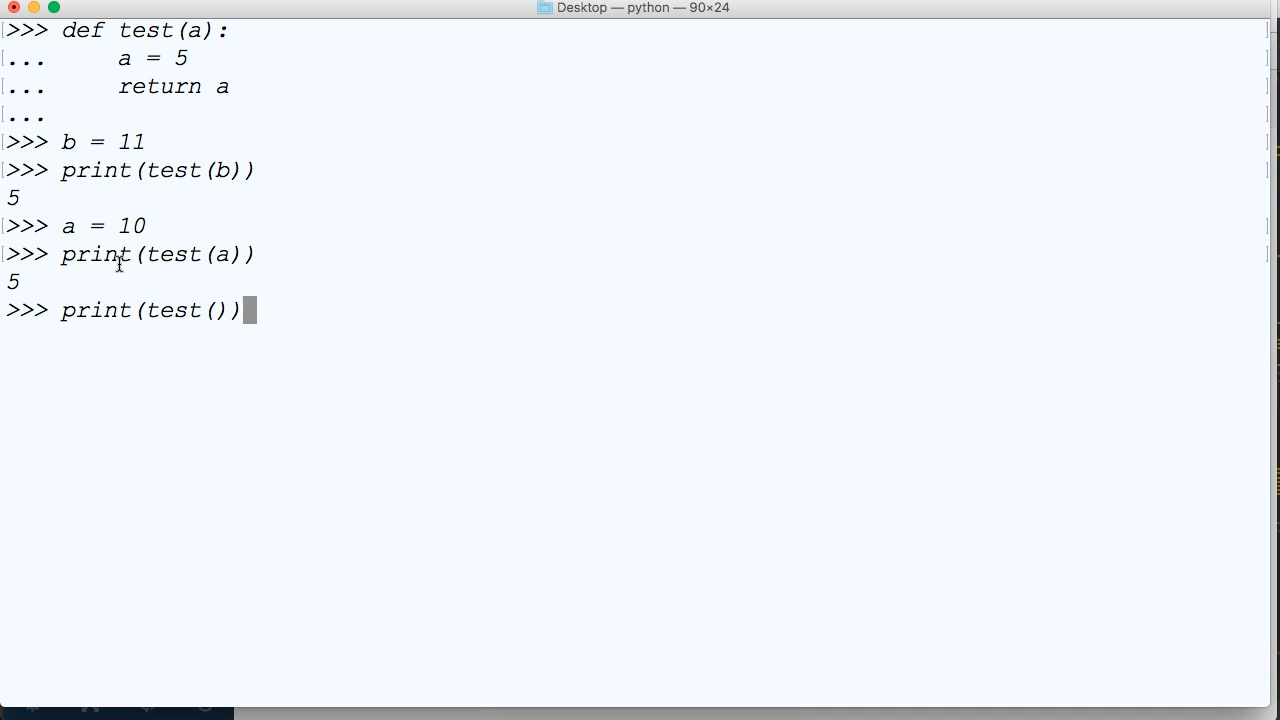 Desktop — python — 90×24
>>> def test(a):
...     a = 5
...     return a
...
>>> b = 11
>>> print(test(b))
5
>>> a = 10
>>> print(test(a))
5
>>> print(test())